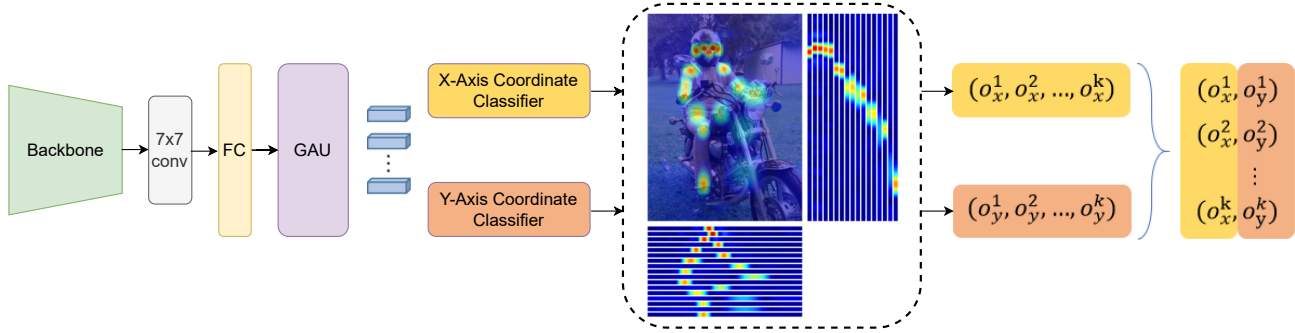 Backbone
7x7
conv
FC
GAU
⋮
X-Axis Coordinate
Classifier
Y-Axis Coordinate
Classifier
(o_x^1, o_x^2, ..., o_x^k)
(o_y^1, o_y^2, ..., o_y^k)
(o_x^1, o_y^1)
(o_x^2, o_y^2)
⋮
(o_x^k, o_y^k)